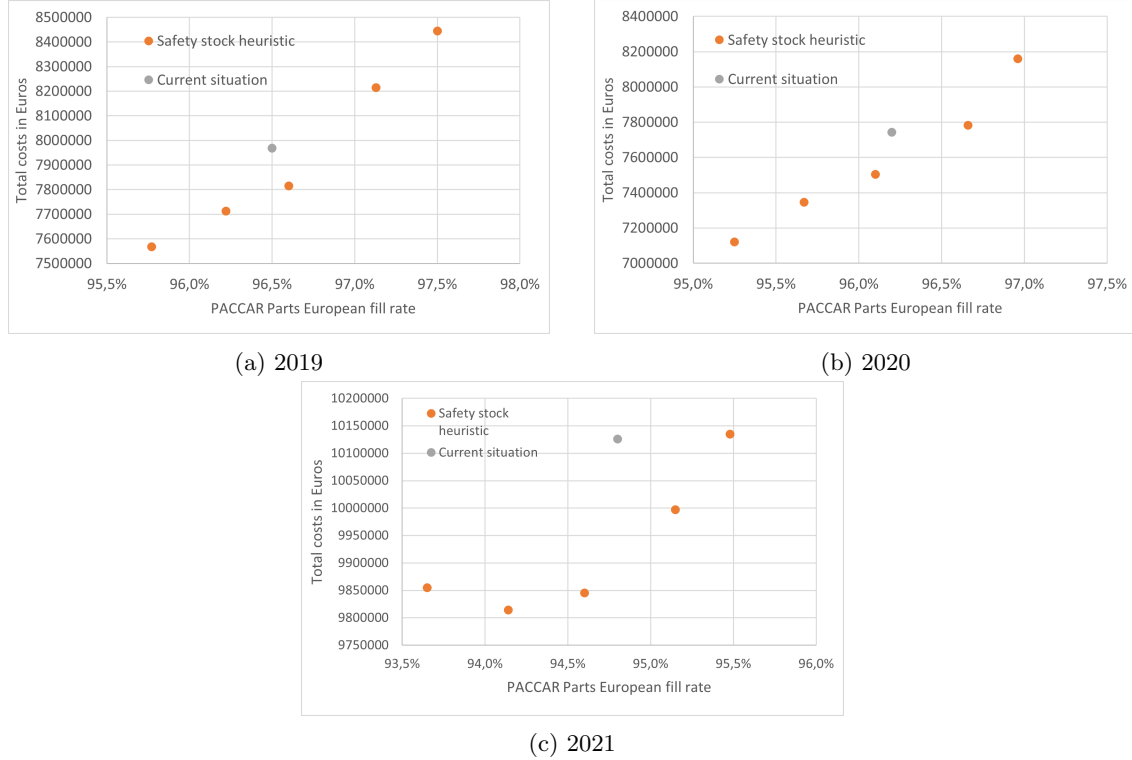 8500000
8400000
8300000
8200000
8100000
8000000
7900000
7800000
7700000
7600000
7500000
Total costs in Euros
Safety stock heuristic
Current situation
95,5% 96,0% 96,5% 97,0% 97,5% 98,0%
PACCAR Parts European fill rate
(a) 2019
8400000
8200000
8000000
7800000
7600000
7400000
7200000
7000000
Total costs in Euros
Safety stock heuristic
Current situation
95,0% 95,5% 96,0% 96,5% 97,0% 97,5%
PACCAR Parts European fill rate
(b) 2020
10200000
10150000
10100000
10050000
10000000
9950000
9900000
9850000
9800000
9750000
Total costs in Euros
Safety stock
heuristic
Current situation
93,5% 94,0% 94,5% 95,0% 95,5% 96,0%
PACCAR Parts European fill rate
(c) 2021